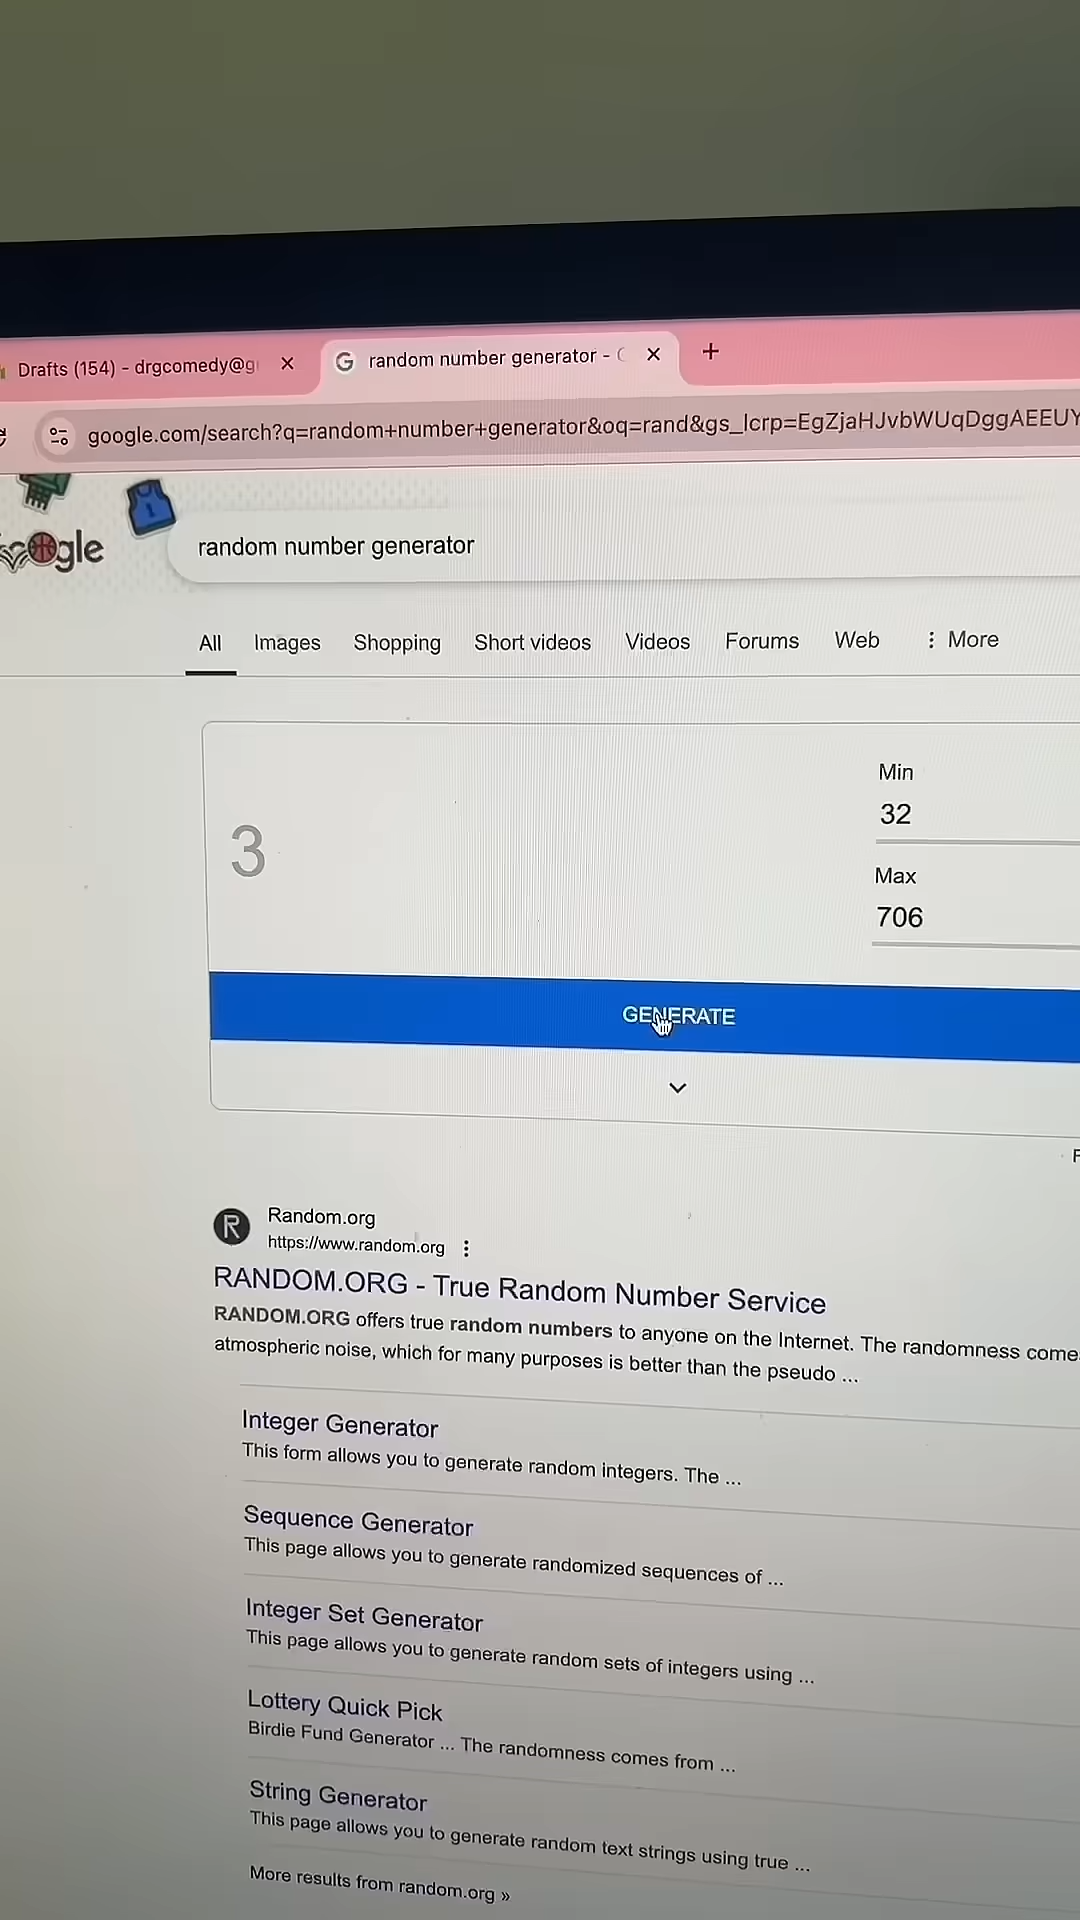 Drafts (154) - drgcomedy@g
random number generator -
google.com/search?q=random+number+generator&oq=rand&gs_lcrp=EgZjaHJvbWUqDggAEEUY
1
Google
random number generator
All Images Shopping Short videos Videos Forums Web More
Min
32
3
Max
706
GENERATE
R
Random.org
https://www.random.org
RANDOM.ORG - True Random Number Service
RANDOM.ORG offers true random numbers to anyone on the Internet. The randomness come
atmospheric noise, which for many purposes is better than the pseudo ...
Integer Generator
This form allows you to generate random integers. The ...
Sequence Generator
This page allows you to generate randomized sequences of ...
Integer Set Generator
This page allows you to generate random sets of integers using ...
Lottery Quick Pick
Birdie Fund Generator ... The randomness comes from ...
String Generator
This page allows you to generate random text strings using true ...
More results from random.org »